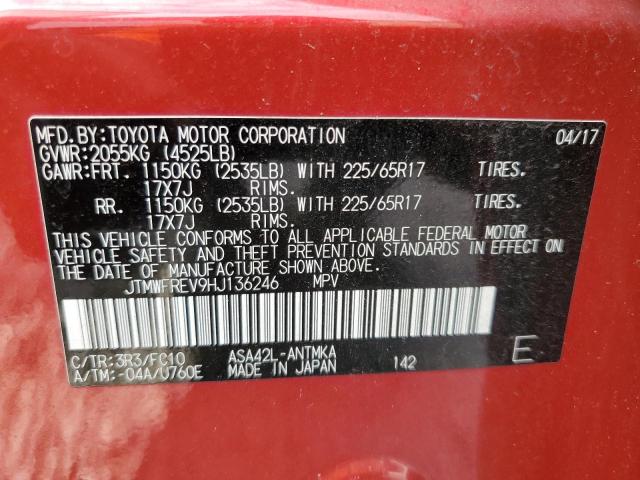 MFD.BY:TOYOTA MOTOR CORPORATION 04/17
GVWR:2055KG (4525LB)
GAWR:FRT. 1150KG (2535LB) WITH 225/65R17 TIRES.
17X7J RIMS.
RR. 1150KG (2535LB) WITH 225/65R17 TIRES.
17X7J RIMS.
THIS VEHICLE CONFORMS TO ALL APPLICABLE FEDERAL MOTOR
VEHICLE SAFETY AND THEFT PREVENTION STANDARDS IN EFFECT ON
THE DATE OF MANUFACTURE SHOWN ABOVE.
JTMWFREV9HJ136246 MPV
C/TR:3R3/FC10 ASA42L-ANTMKA
A/TM:-04A/U760E MADE IN JAPAN 142 E